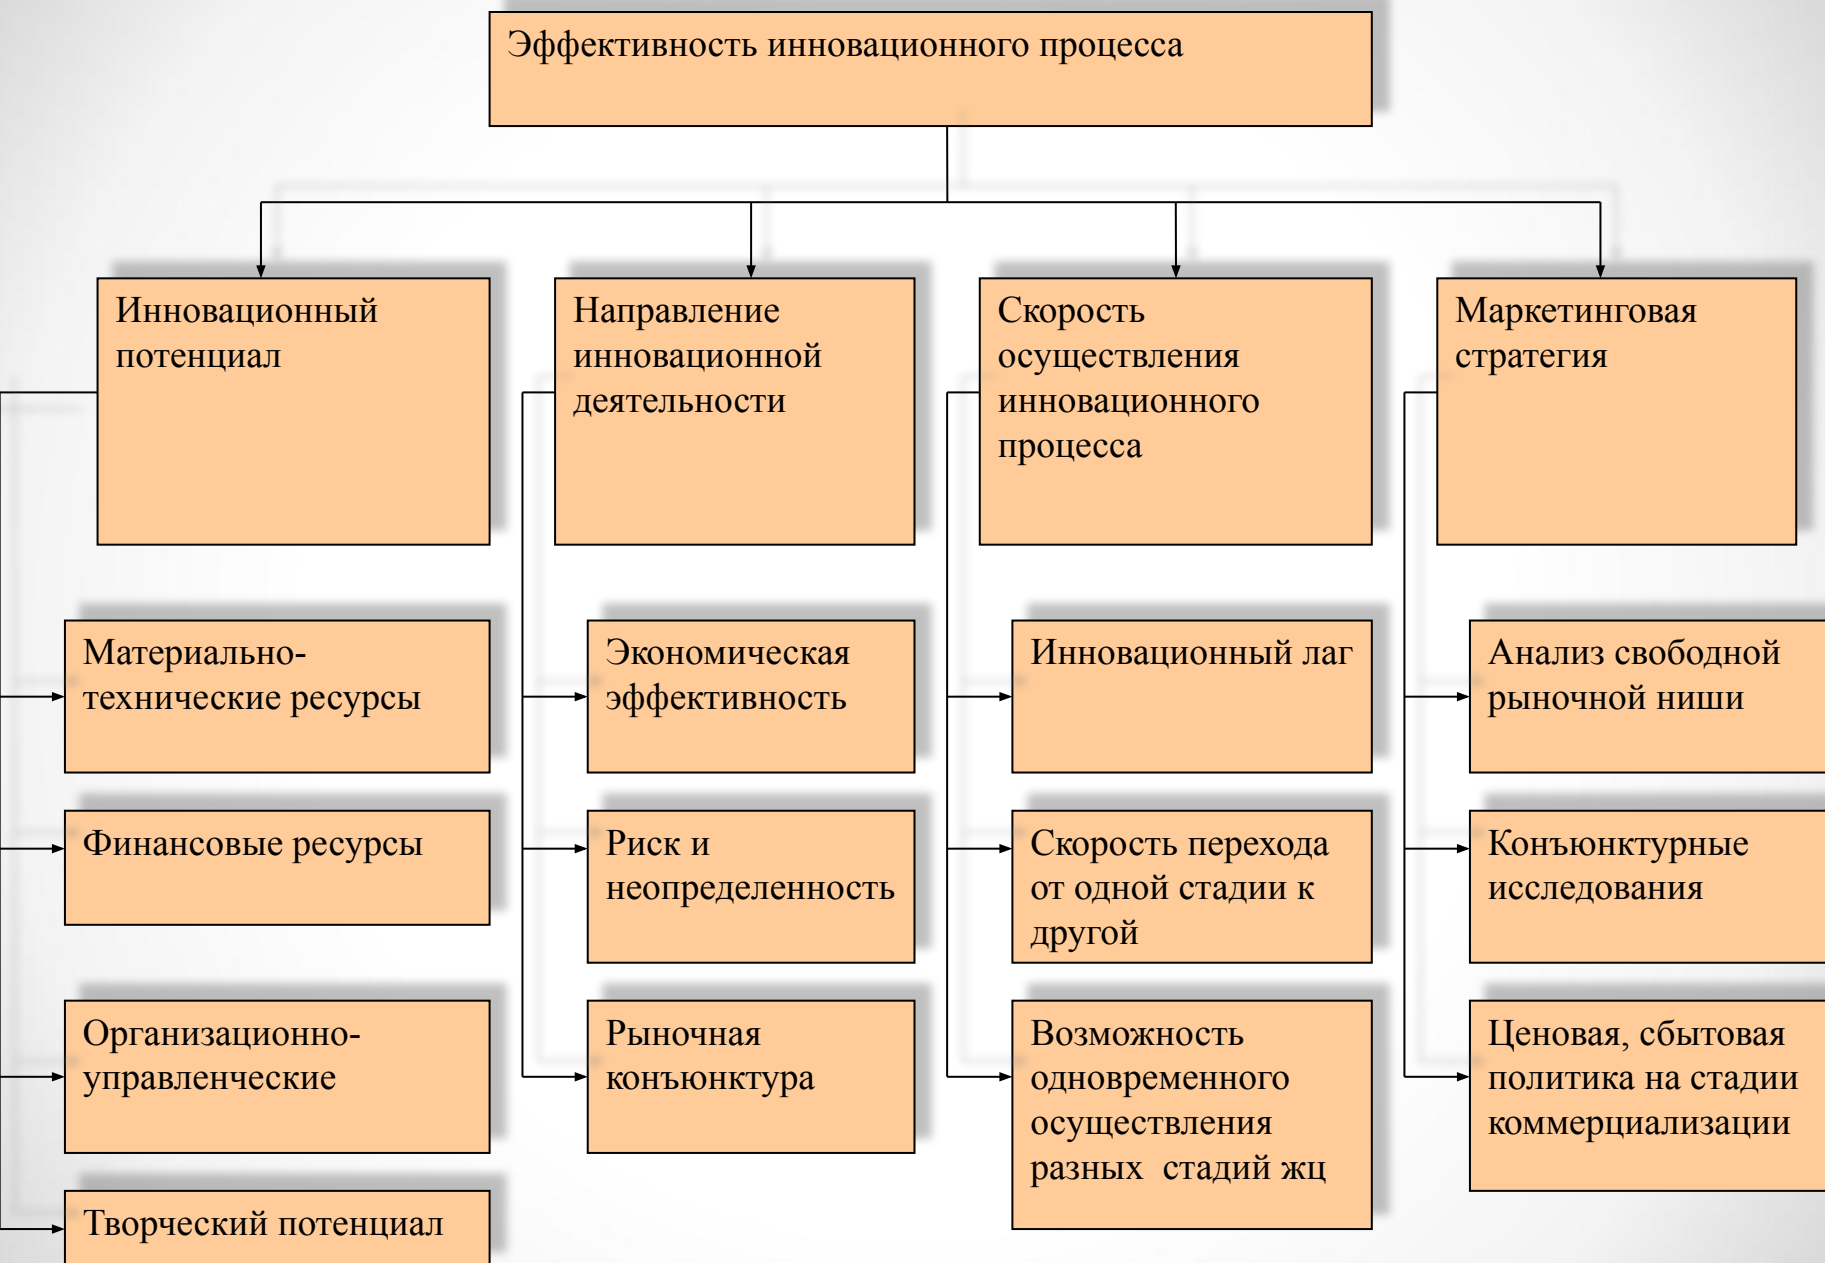 Эффективность инновационного процесса
Инновационный
потенциал
Направление
инновационной
деятельности
Скорость
осуществления
инновационного
процесса
Маркетинговая
стратегия
Материально-
технические ресурсы
Финансовые ресурсы
Организационно-
управленческие
Творческий потенциал
Экономическая
эффективность
Риск и
неопределенность
Рыночная
конъюнктура
Инновационный лаг
Скорость перехода
от одной стадии к
другой
Возможность
одновременного
осуществления
разных  стадий жц
Анализ свободной
рыночной ниши
Конъюнктурные
исследования
Ценовая, сбытовая
политика на стадии
коммерциализации